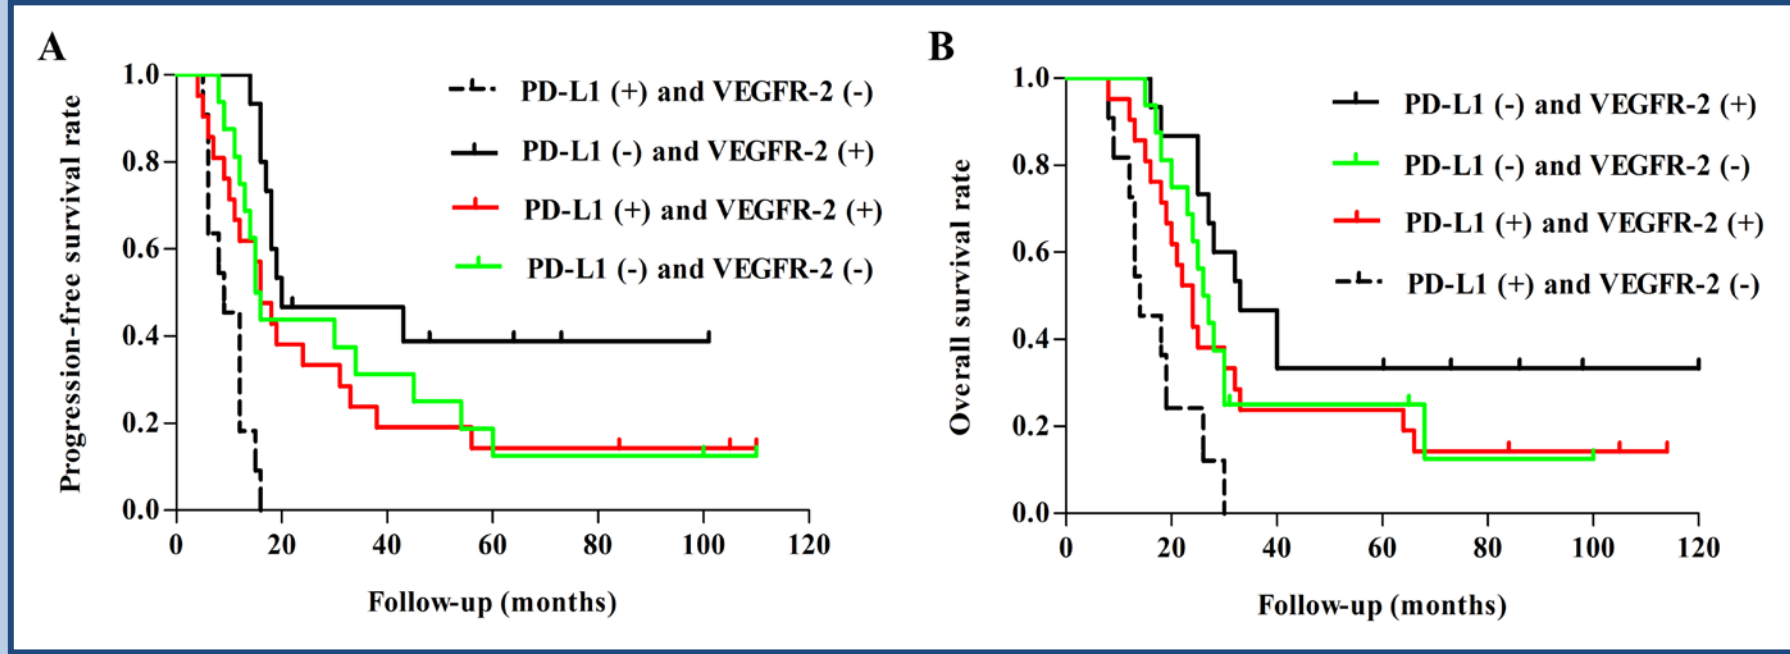 A
Progression-free survival rate
1.0
0.8
0.6
0.4
0.2
0.0
0 20 40 60 80 100 120
Follow-up (months)
PD-L1 (+) and VEGFR-2 (-)
PD-L1 (-) and VEGFR-2 (+)
PD-L1 (+) and VEGFR-2 (+)
PD-L1 (-) and VEGFR-2 (-)
B
Overall survival rate
1.0
0.8
0.6
0.4
0.2
0.0
0 20 40 60 80 100 120
Follow-up (months)
PD-L1 (-) and VEGFR-2 (+)
PD-L1 (-) and VEGFR-2 (-)
PD-L1 (+) and VEGFR-2 (+)
PD-L1 (+) and VEGFR-2 (-)